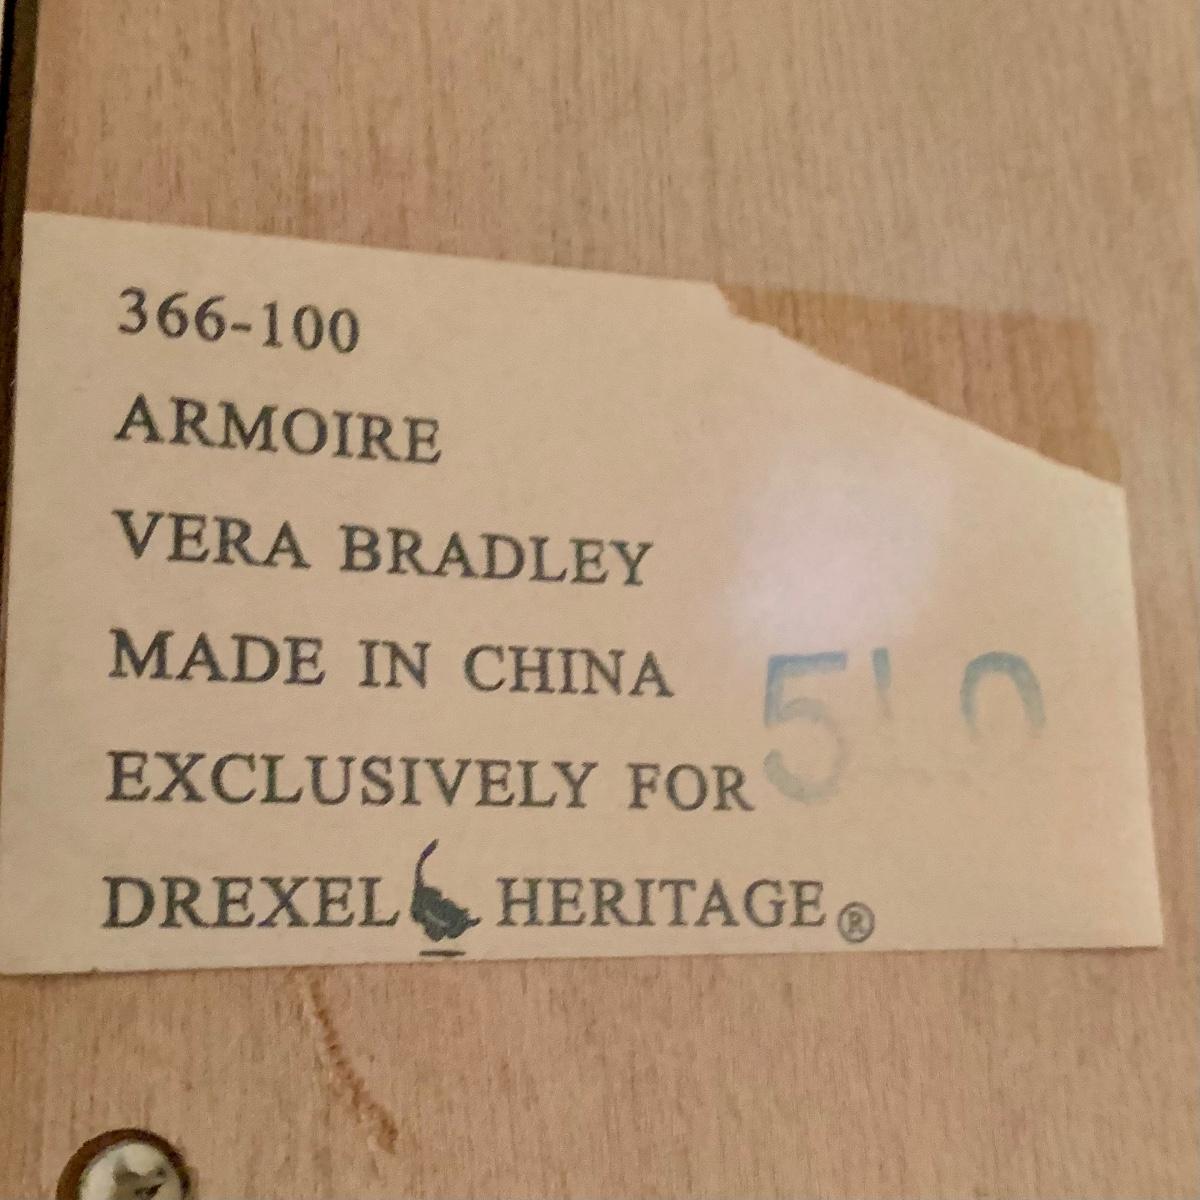 366-100
ARMOIRE
VERA BRADLEY
MADE IN CHINA
EXCLUSIVELY FOR
DREXEL HERITAGE®